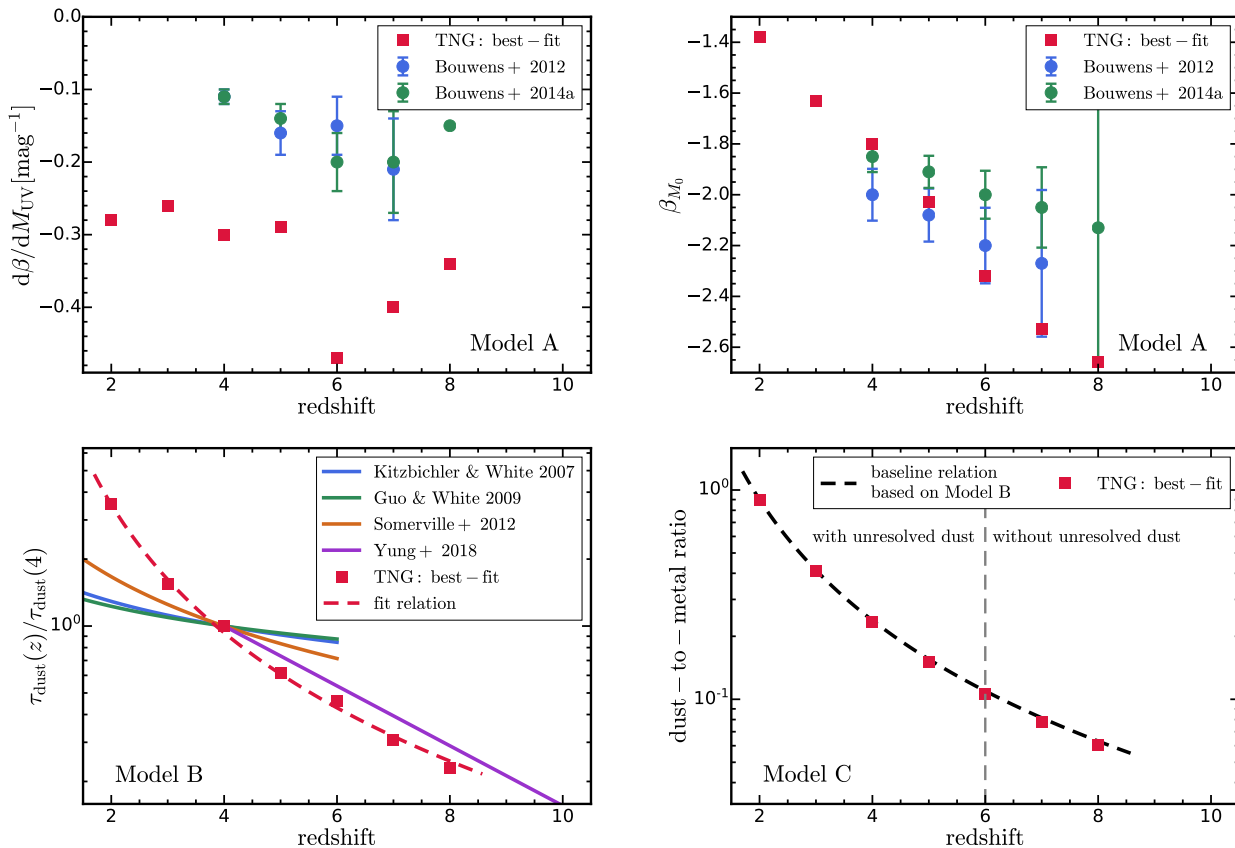 0.0
−0.1
−0.2
−0.3
−0.4
dβ/dM_UV [mag⁻¹]
TNG: best−fit
Bouwens+ 2012
Bouwens+ 2014a
Model A
2 4 6 8 10
redshift
−1.4
−1.6
−1.8
−2.0
−2.2
−2.4
−2.6
β_M₀
TNG: best−fit
Bouwens+ 2012
Bouwens+ 2014a
Model A
2 4 6 8 10
redshift
10⁰
τ_dust(z)/τ_dust(4)
Kitzbichler & White 2007
Guo & White 2009
Somerville+ 2012
Yung+ 2018
TNG: best−fit
fit relation
Model B
2 4 6 8 10
redshift
10⁰
10⁻¹
dust−to−metal ratio
baseline relation
based on Model B
TNG: best−fit
with unresolved dust
without unresolved dust
Model C
2 4 6 8 10
redshift